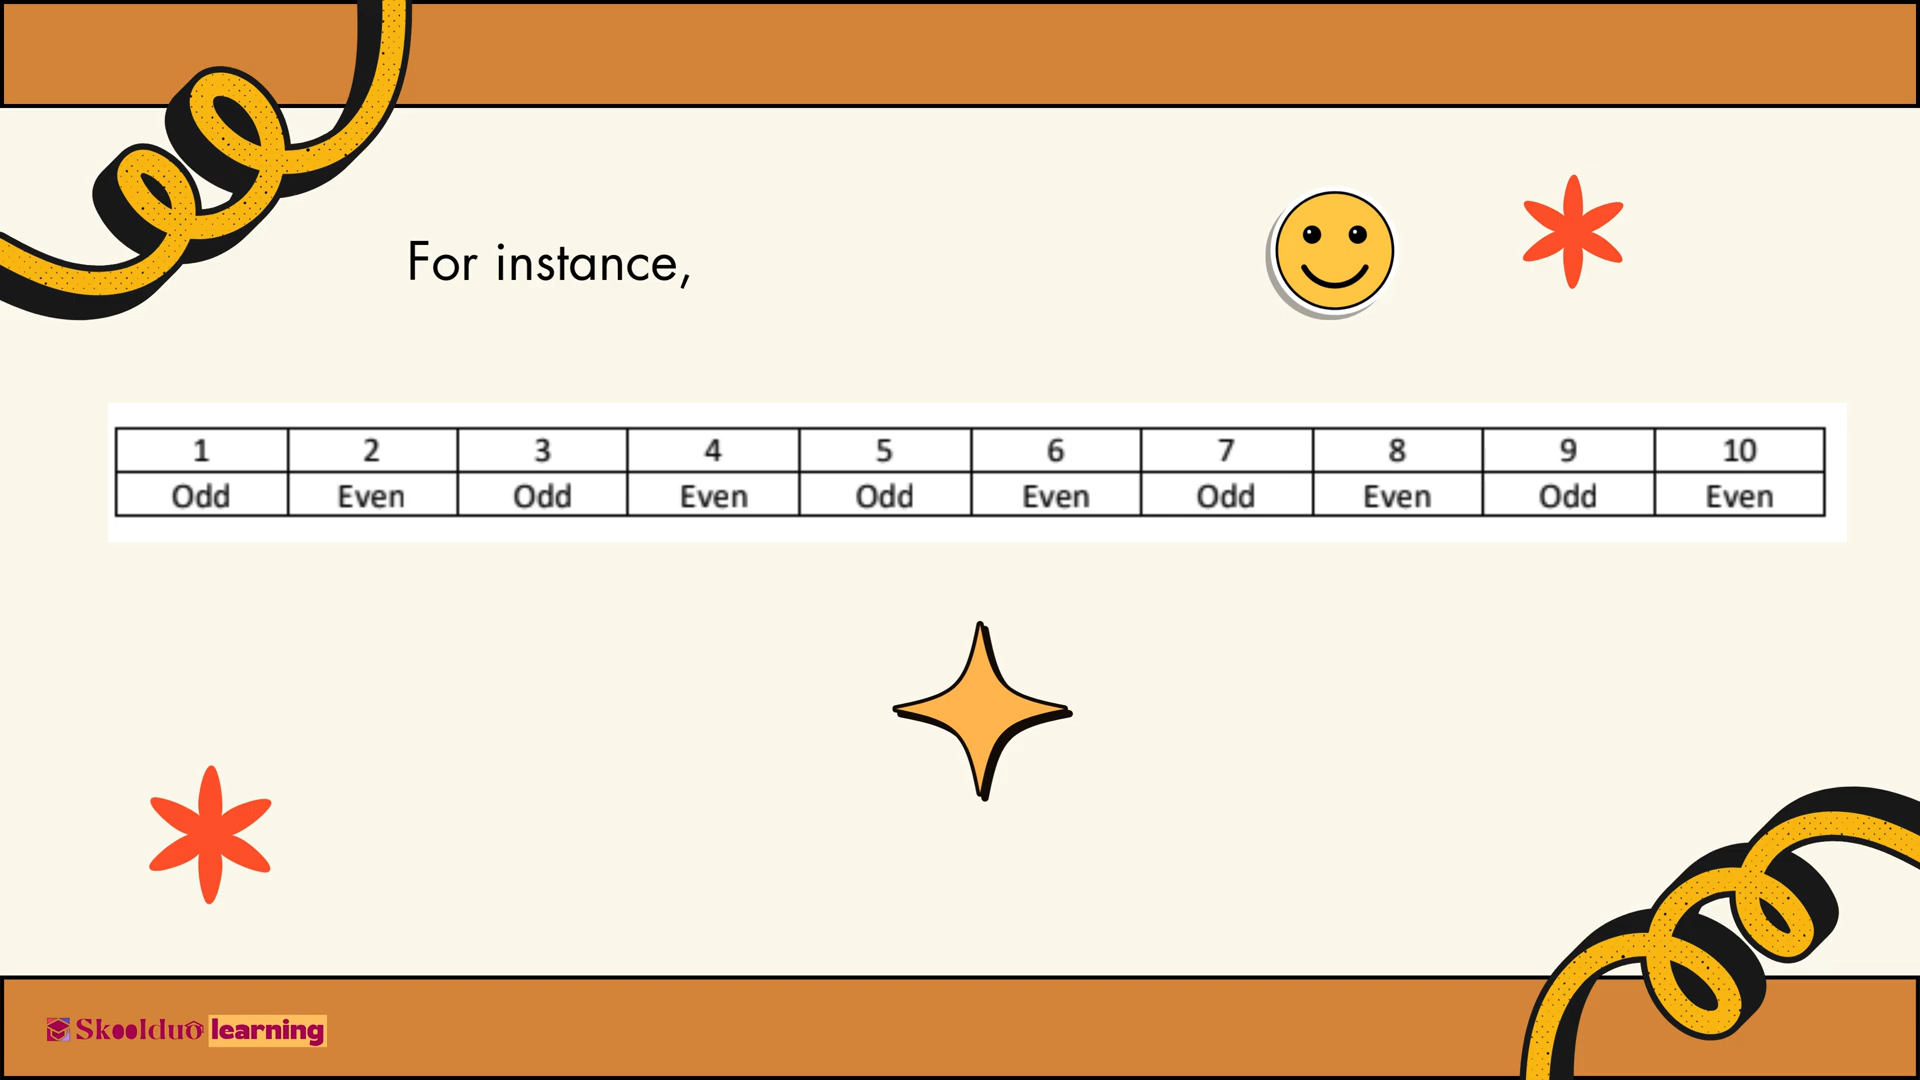 For instance,
1 2 3 4 5 6 7 8 9 10
Odd Even Odd Even Odd Even Odd Even Odd Even
Skoolduo learning